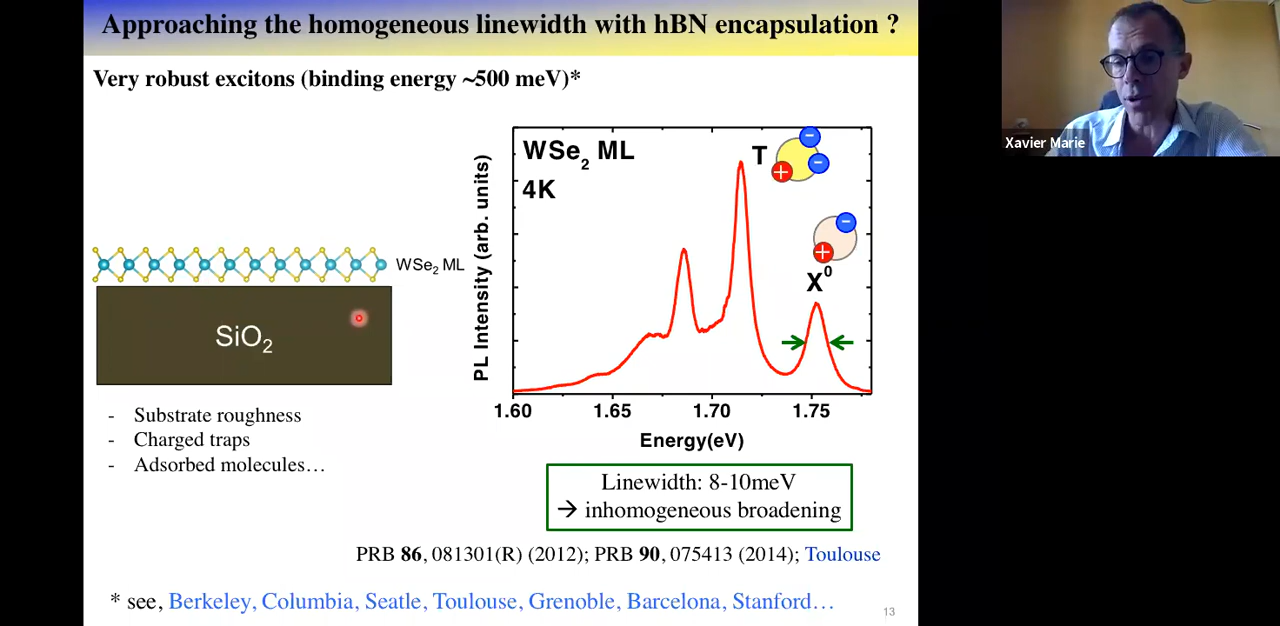 Approaching the homogeneous linewidth with hBN encapsulation ?
Very robust excitons (binding energy ~500 meV)*
WSe2 ML
SiO2
- Substrate roughness
- Charged traps
- Adsorbed molecules…
PL Intensity (arb. units)
WSe2 ML
4K
T
+
−
−
−
+
X0
1.60 1.65 1.70 1.75
Energy(eV)
Linewidth: 8-10meV
→ inhomogeneous broadening
PRB 86, 081301(R) (2012); PRB 90, 075413 (2014); Toulouse
* see, Berkeley, Columbia, Seatle, Toulouse, Grenoble, Barcelona, Stanford…
13
Xavier Marie